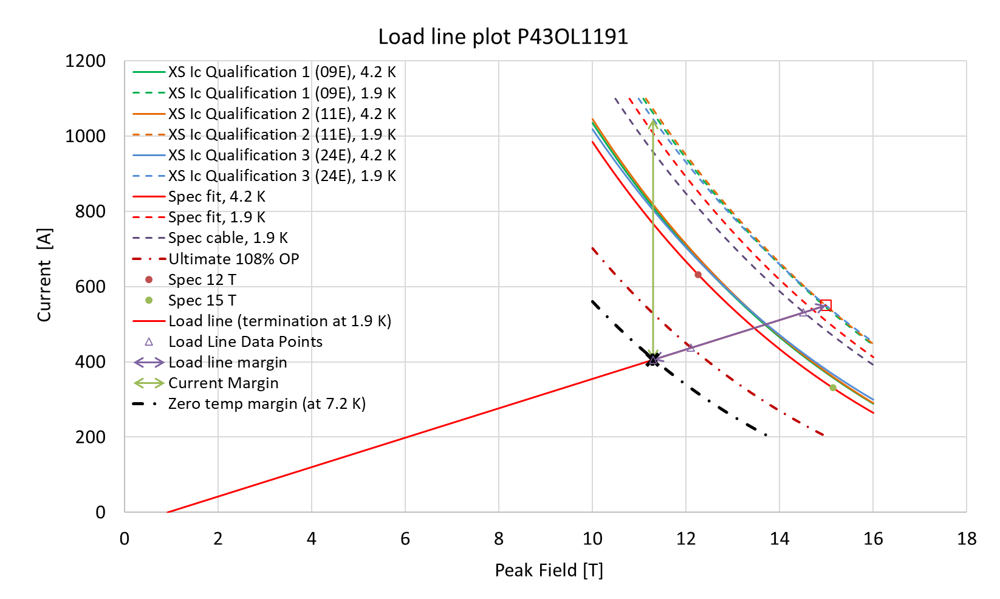 Load line plot P43OL1191
1200
1000
800
600
400
200
0
Current [A]
XS Ic Qualification 1 (09E), 4.2 K
XS Ic Qualification 1 (09E), 1.9 K
XS Ic Qualification 2 (11E), 4.2 K
XS Ic Qualification 2 (11E), 1.9 K
XS Ic Qualification 3 (24E), 4.2 K
XS Ic Qualification 3 (24E), 1.9 K
Spec fit, 4.2 K
Spec fit, 1.9 K
Spec cable, 1.9 K
Ultimate 108% OP
Spec 12 T
Spec 15 T
Load line (termination at 1.9 K)
Load Line Data Points
Load line margin
Current Margin
Zero temp margin (at 7.2 K)
0 2 4 6 8 10 12 14 16 18
Peak Field [T]